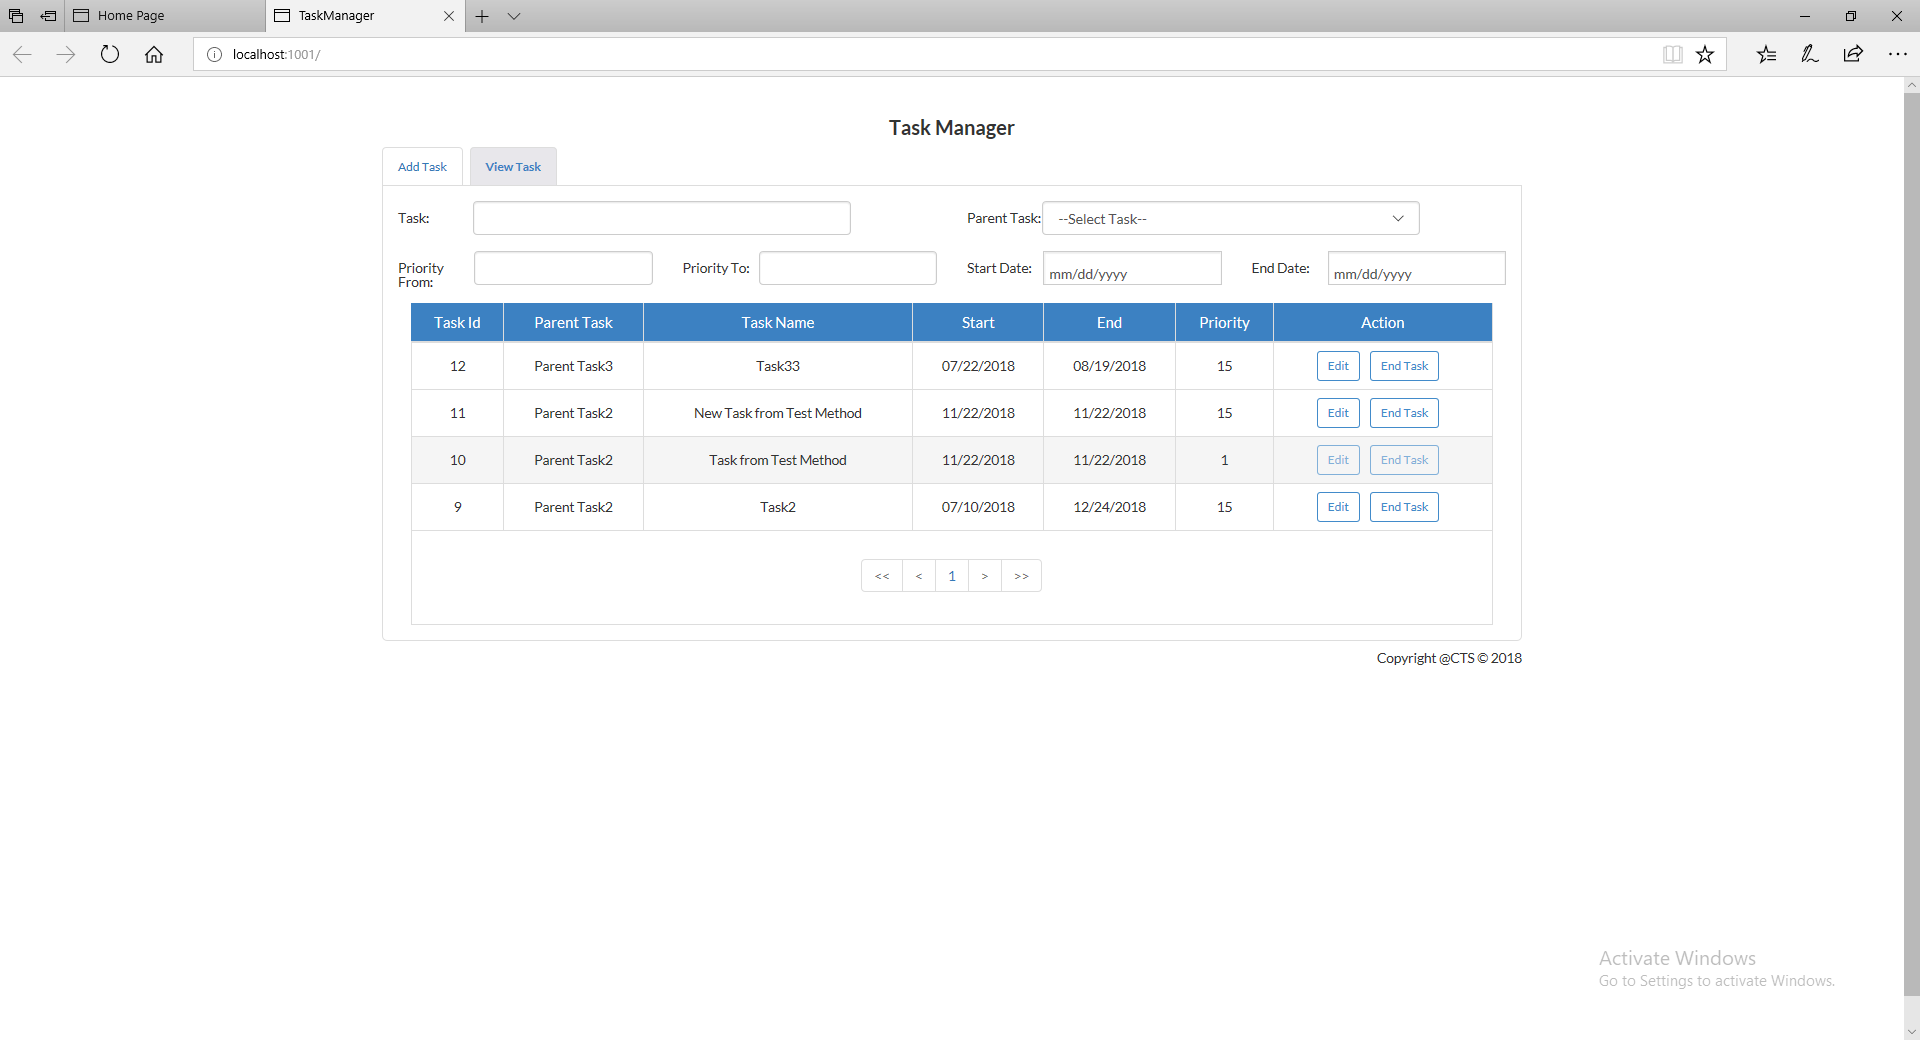 Home Page
TaskManager
localhost:1001/
Task Manager
Add Task
View Task
Task:
Parent Task: --Select Task--
Priority From:
Priority To:
Start Date: mm/dd/yyyy
End Date: mm/dd/yyyy
Task Id Parent Task Task Name Start End Priority Action
12 Parent Task3 Task33 07/22/2018 08/19/2018 15 Edit End Task
11 Parent Task2 New Task from Test Method 11/22/2018 11/22/2018 15 Edit End Task
10 Parent Task2 Task from Test Method 11/22/2018 11/22/2018 1 Edit End Task
9 Parent Task2 Task2 07/10/2018 12/24/2018 15 Edit End Task
<< < 1 > >>
Copyright @CTS © 2018
Activate Windows
Go to Settings to activate Windows.